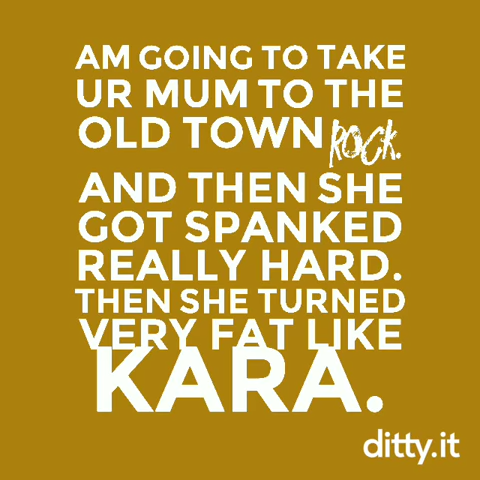 AM GOING TO TAKE
UR MUM TO THE
OLD TOWN ROCK.
AND THEN SHE
GOT SPANKED
REALLY HARD.
THEN SHE TURNED
VERY FAT LIKE
KARA.
ditty.it